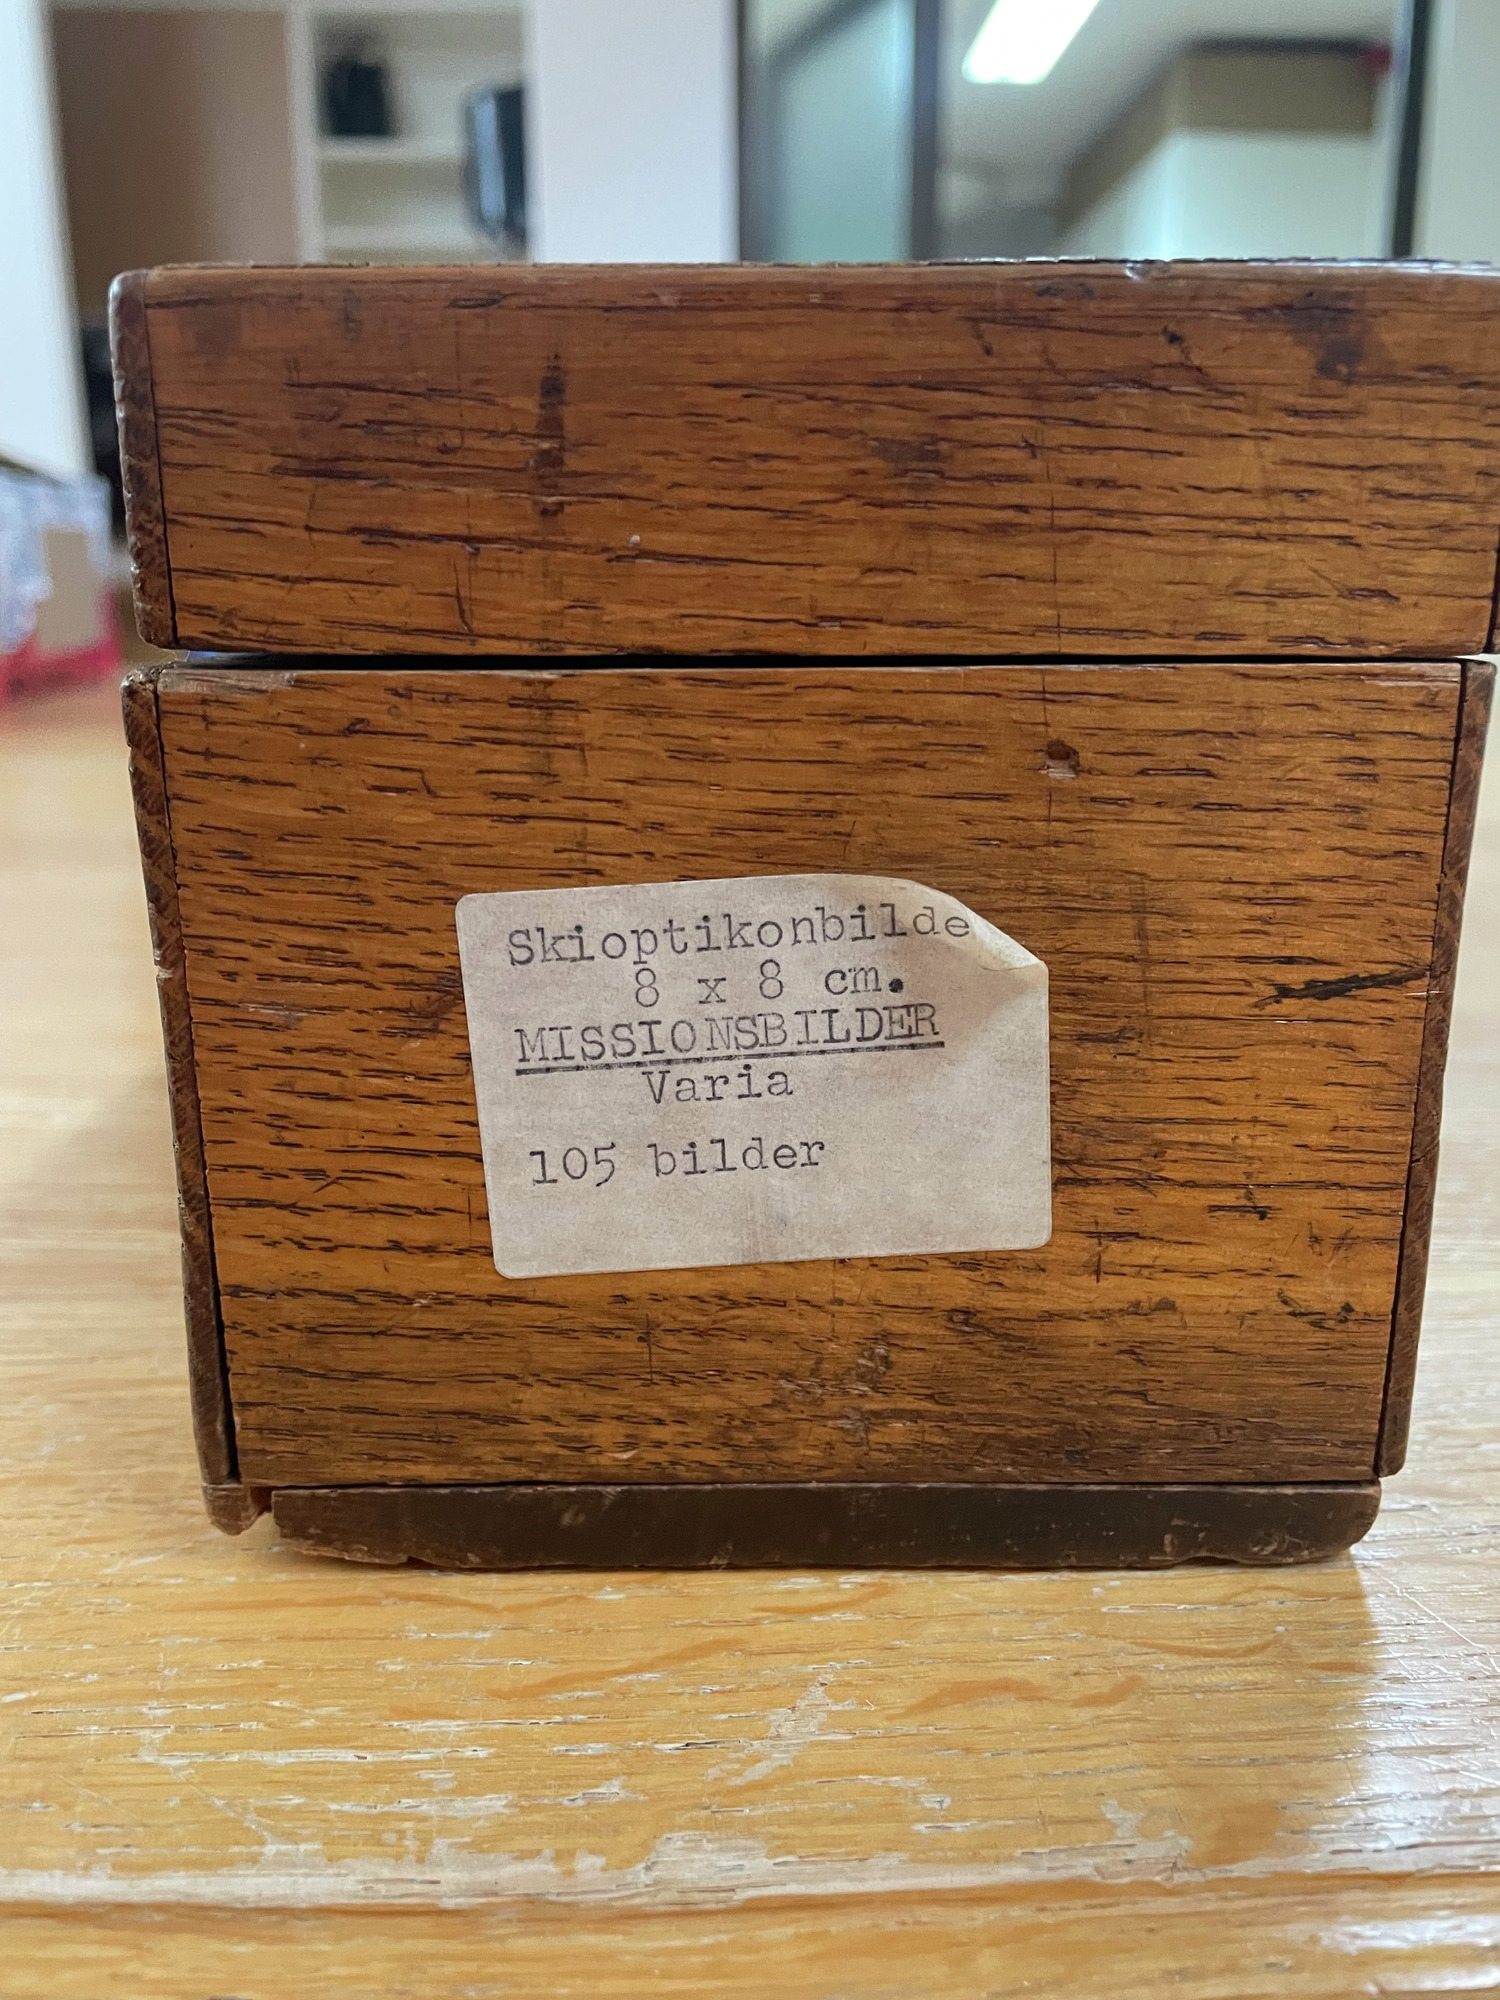 Skioptikonbilde
8 x 8 cm.
MISSIONSBILDER
Varia
105 bilder